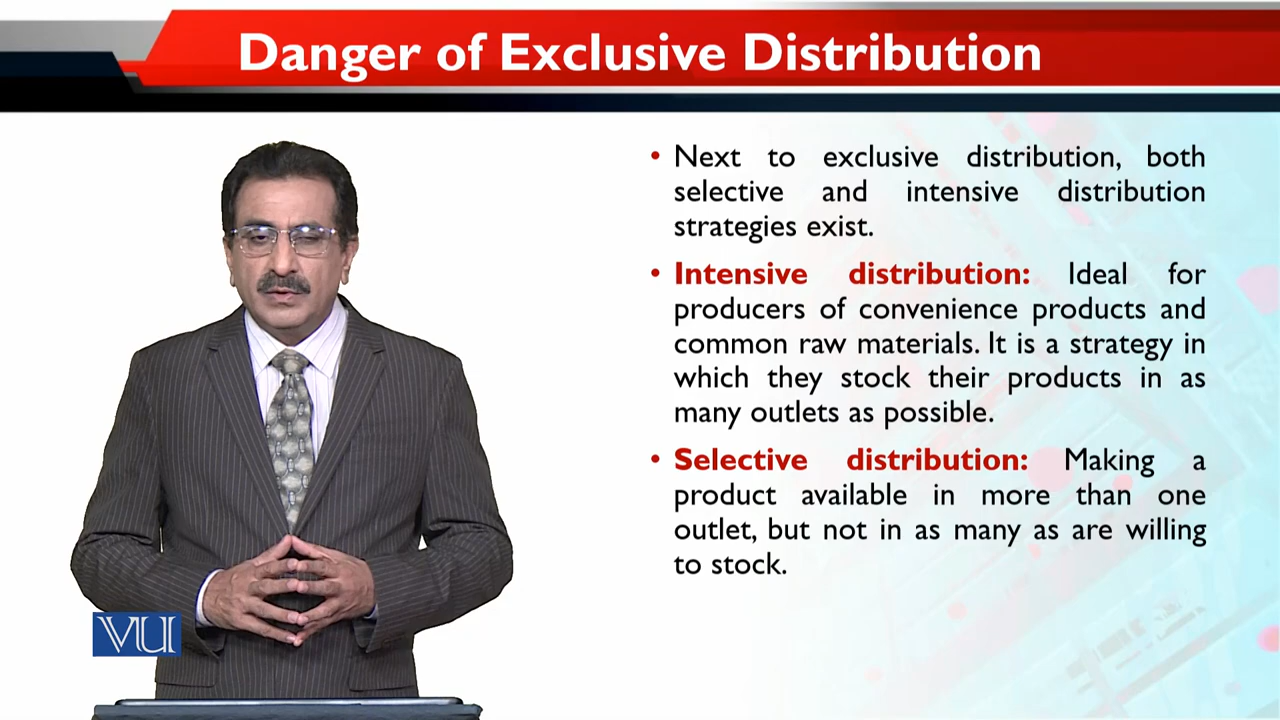 Danger of Exclusive Distribution
• Next to exclusive distribution, both
selective and intensive distribution
strategies exist.
• Intensive distribution: Ideal for
producers of convenience products and
common raw materials. It is a strategy in
which they stock their products in as
many outlets as possible.
• Selective distribution: Making a
product available in more than one
outlet, but not in as many as are willing
to stock.
VU